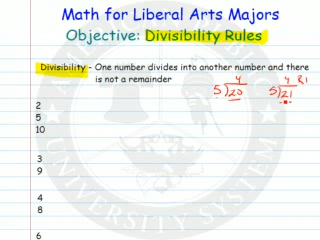 Math for Liberal Arts Majors
Objective: Divisibility Rules
Divisibility - One number divides into another number and there
is not a remainder
4
5)20
4 R1
5)21
2
5
10
3
9
4
8
6